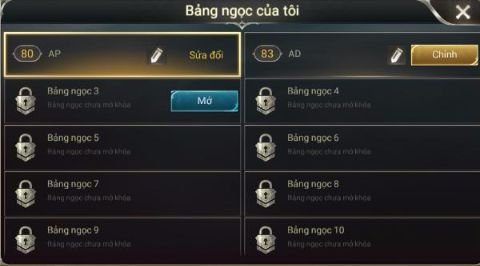 Bảng ngọc của tôi
80 AP Sửa đổi
83 AD Chỉnh
Bảng ngọc 3
Bảng ngọc chưa mở khóa
Mở
Bảng ngọc 4
Bảng ngọc chưa mở khóa
Bảng ngọc 5
Bảng ngọc chưa mở khóa
Bảng ngọc 6
Bảng ngọc chưa mở khóa
Bảng ngọc 7
Bảng ngọc chưa mở khóa
Bảng ngọc 8
Bảng ngọc chưa mở khóa
Bảng ngọc 9
Bảng ngọc chưa mở khóa
Bảng ngọc 10
Bảng ngọc chưa mở khóa